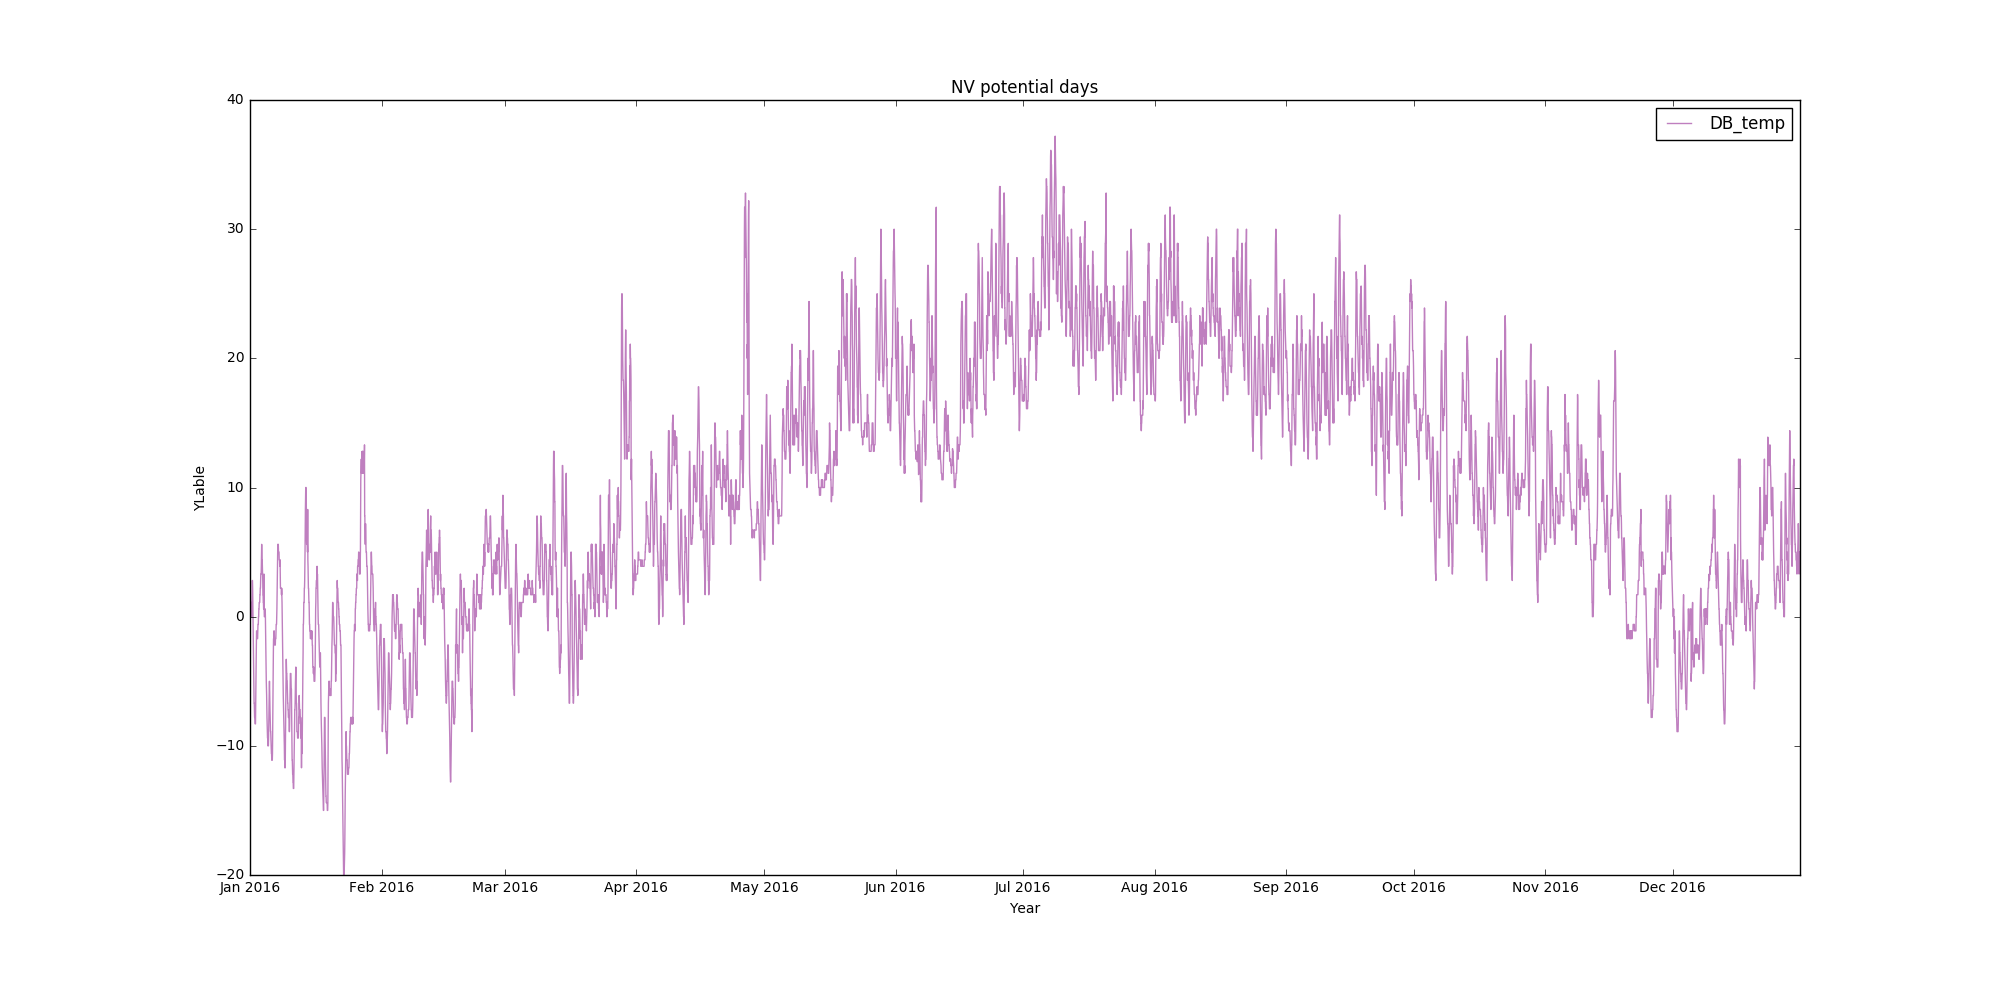 NV potential days
DB_temp
40
30
20
10
0
−10
−20
YLable
Jan 2016
Feb 2016
Mar 2016
Apr 2016
May 2016
Jun 2016
Jul 2016
Aug 2016
Sep 2016
Oct 2016
Nov 2016
Dec 2016
Year